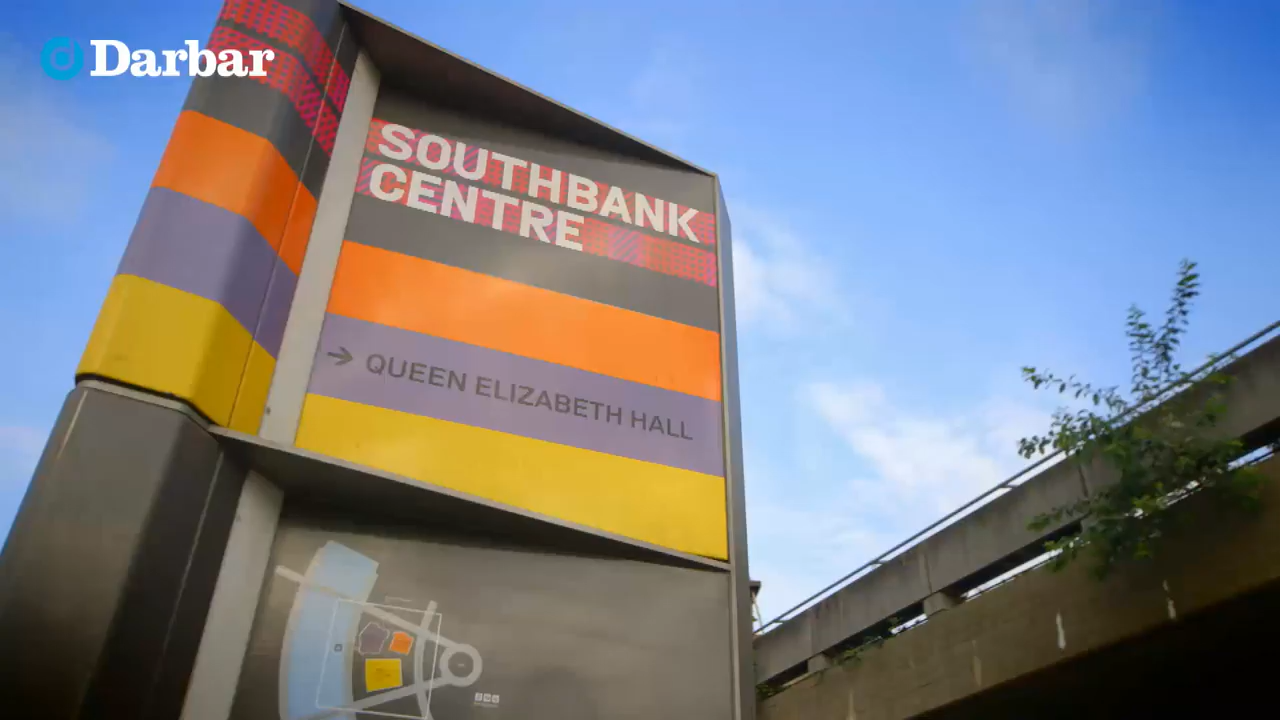 Darbar
SOUTHBANK
CENTRE
→ QUEEN ELIZABETH HALL